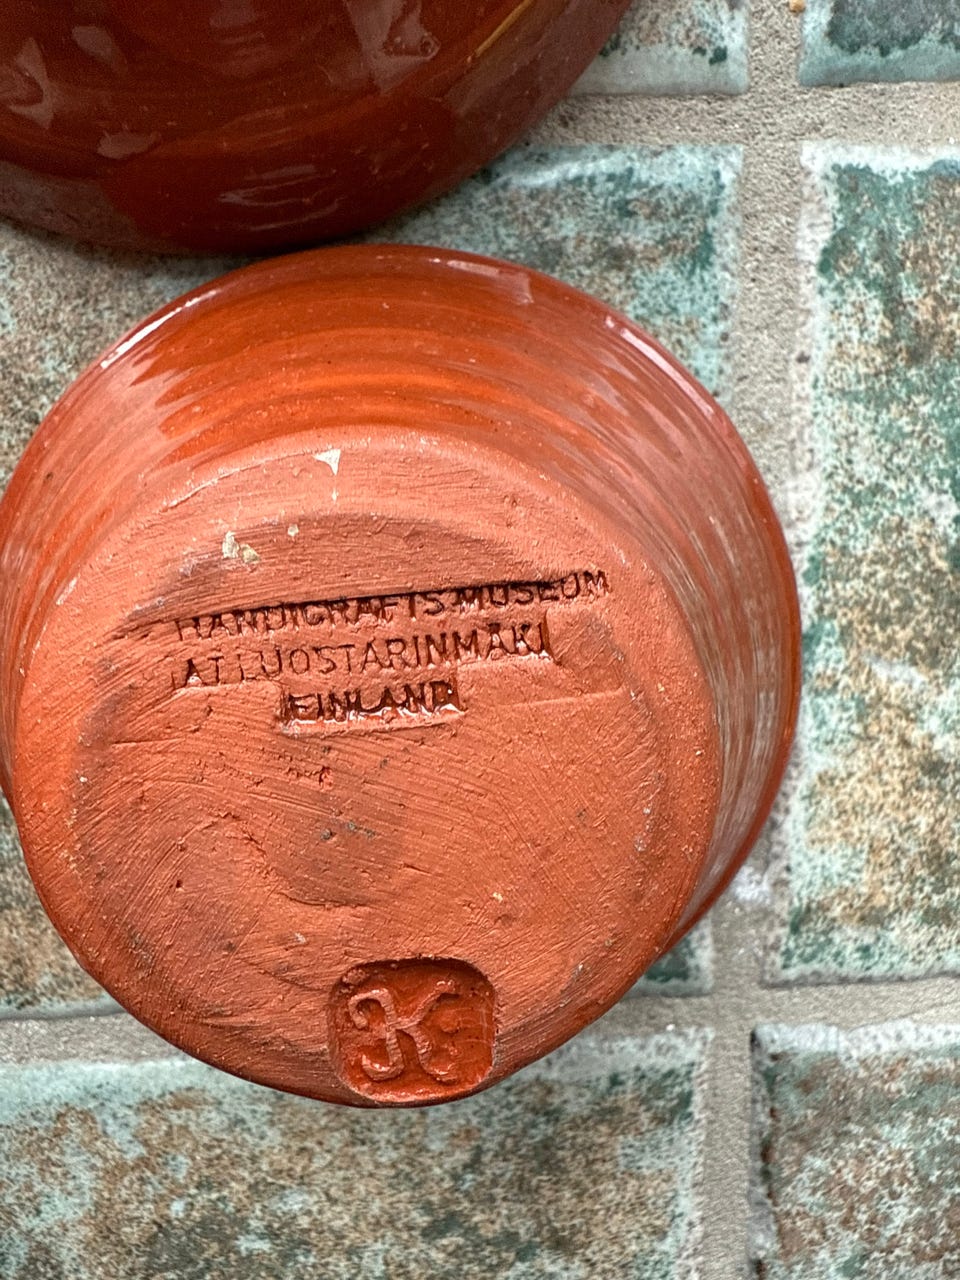 HANDICRAFTS MUSEUM
AT LUOSTARINMÄKI
FINLAND
K